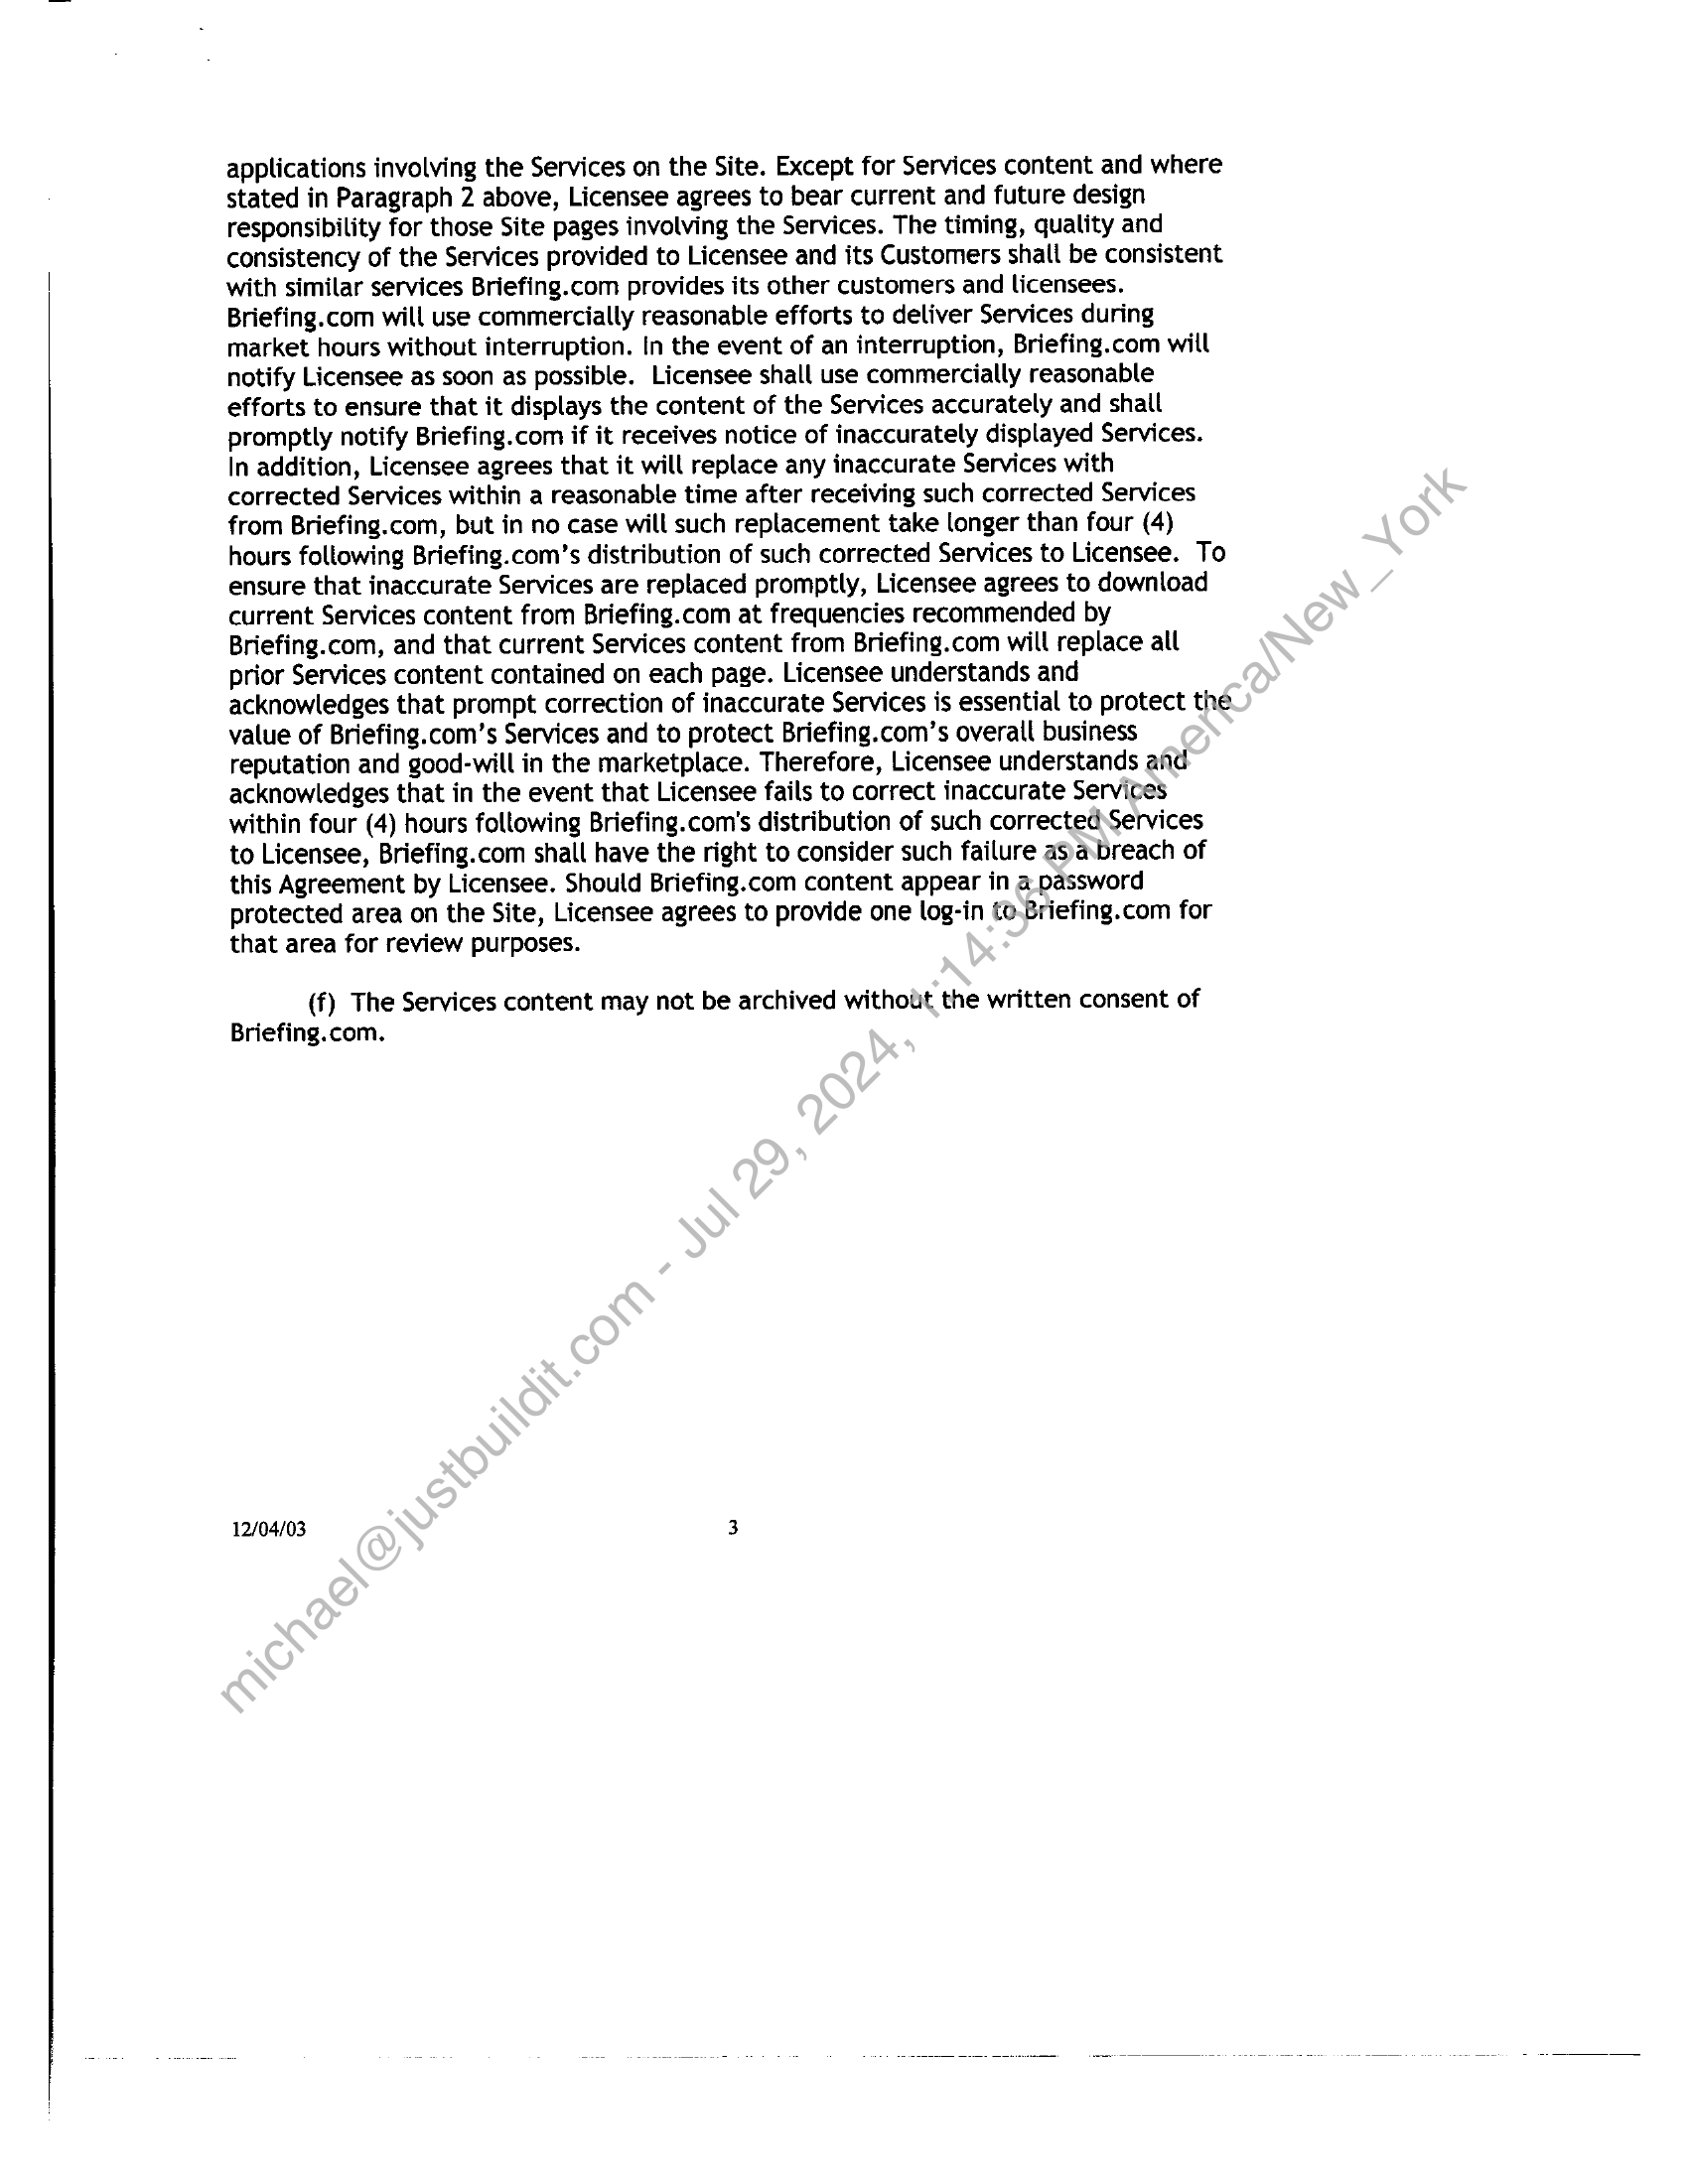 applications involving the Services on the Site. Except for Services content and where
stated in Paragraph 2 above, Licensee agrees to bear current and future design
responsibility for those Site pages involving the Services. The timing, quality and
consistency of the Services provided to Licensee and its Customers shall be consistent
with similar services Briefing.com provides its other customers and licensees.
Briefing.com will use commercially reasonable efforts to deliver Services during
market hours without interruption. In the event of an interruption, Briefing.com will
notify Licensee as soon as possible.  Licensee shall use commercially reasonable
efforts to ensure that it displays the content of the Services accurately and shall
promptly notify Briefing.com if it receives notice of inaccurately displayed Services.
In addition, Licensee agrees that it will replace any inaccurate Services with
corrected Services within a reasonable time after receiving such corrected Services
from Briefing.com, but in no case will such replacement take longer than four (4)
hours following Briefing.com's distribution of such corrected Services to Licensee.  To
ensure that inaccurate Services are replaced promptly, Licensee agrees to download
current Services content from Briefing.com at frequencies recommended by
Briefing.com, and that current Services content from Briefing.com will replace all
prior Services content contained on each page. Licensee understands and
acknowledges that prompt correction of inaccurate Services is essential to protect the
value of Briefing.com's Services and to protect Briefing.com's overall business
reputation and good-will in the marketplace. Therefore, Licensee understands and
acknowledges that in the event that Licensee fails to correct inaccurate Services
within four (4) hours following Briefing.com's distribution of such corrected Services
to Licensee, Briefing.com shall have the right to consider such failure as a breach of
this Agreement by Licensee. Should Briefing.com content appear in a password
protected area on the Site, Licensee agrees to provide one log-in to Briefing.com for
that area for review purposes.
(f)  The Services content may not be archived without the written consent of
Briefing.com.
12/04/03 3
michael@justbuildit.com - Jul 29, 2024, 1:14:36 PM America/New_York